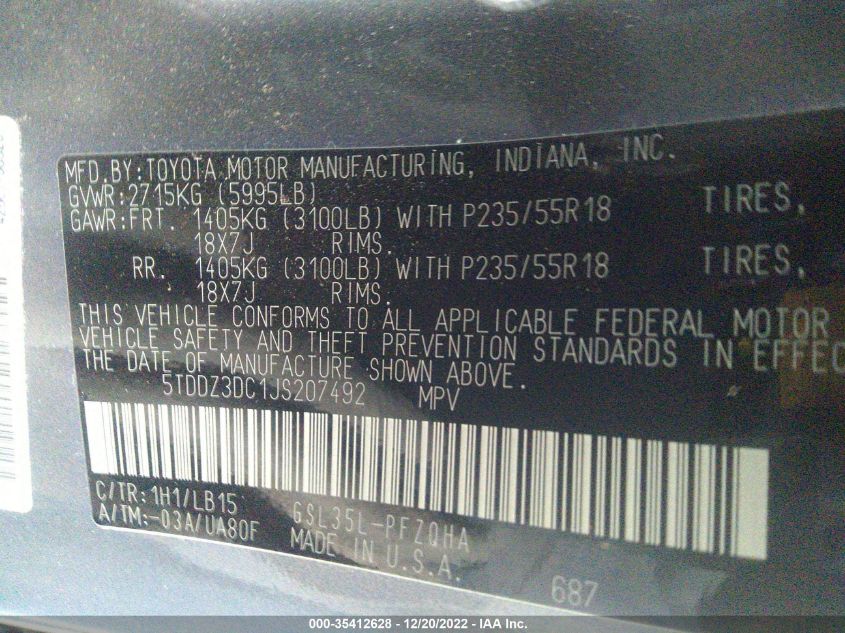 MFD.BY:TOYOTA MOTOR MANUFACTURING, INDIANA, INC.
GVWR:2715KG (5995LB)
GAWR:FRT. 1405KG (3100LB) WITH P235/55R18 TIRES,
18X7J RIMS.
RR. 1405KG (3100LB) WITH P235/55R18 TIRES,
18X7J RIMS.
THIS VEHICLE CONFORMS TO ALL APPLICABLE FEDERAL MOTOR
VEHICLE SAFETY AND THEFT PREVENTION STANDARDS IN EFFEC
THE DATE OF MANUFACTURE SHOWN ABOVE.
5TDDZ3DC1JS207492 MPV
C/TR:1H1/LB15 GSL35L-PFZQHA
A/TM:-03A/UA80F MADE IN U.S.A.
687
000-35412628 - 12/20/2022 - IAA Inc.